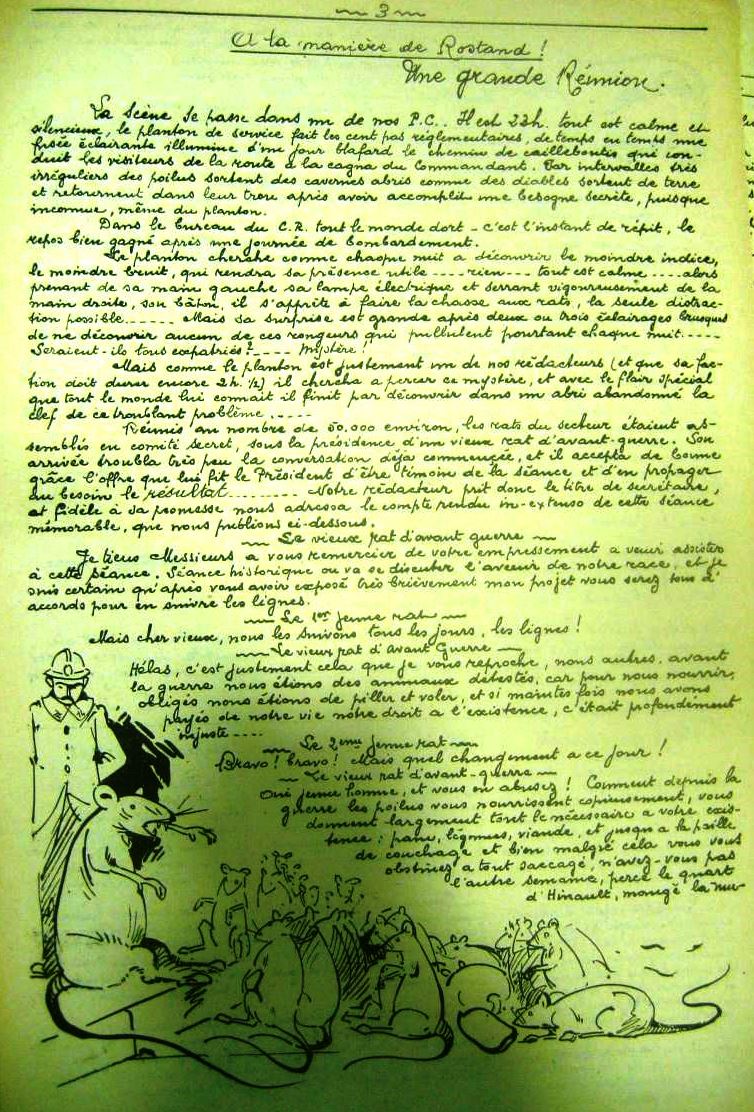 — 3 —
A la manière de Rostand !
Une grande Réunion.
La Scène se passe dans un de nos P.C.. Il est 22h. tout est calme et
silencieux, le planton de service fait les cent pas réglementaires, de temps en temps une
fusée éclairante illumine d'un jour blafard le chemin de cailleboutis qui con-
duit les visiteurs de la route à la cagna du Commandant. Par intervalles très
irréguliers des poilus sortent des cavernes abris comme des diables sortent de terre
et retournent dans leur trou après avoir accompli une besogne secrète, puisque
inconnue, même du planton.
Dans le bureau du C.R. tout le monde dort - c'est l'instant de répit, le
repos bien gagné après une journée de bombardement.
Le planton cherche comme chaque nuit a découvrir le moindre indice,
le moindre bruit, qui rendra sa présence utile ---- rien ---- tout est calme ---- alors
prenant de sa main gauche sa lampe électrique et serrant vigoureusement de la
main droite, son bâton, il s'apprête à faire la chasse aux rats, la seule distrac-
tion possible ------ Mais sa surprise est grande après deux ou trois éclairages brusques
de ne découvrir aucun de ces rongeurs qui pullulent pourtant chaque nuit -----
Seraient-ils tous expatriés ? ---- Mystère !
Mais comme le planton est justement un de nos rédacteurs (et que sa fac-
tion doit durer encore 2h. ½) il chercha a percer ce mystère, et avec le flair spécial
que tout le monde lui connait il finit par découvrir dans un abri abandonné la
clef de ce troublant problème .----
Réunis au nombre de 50.000 environ, les rats du secteur étaient as-
semblés en comité secret, sous la présidence d'un vieux rat d'avant-guerre. Son
arrivée troubla très peu la conversation déja commencée, et il accepta de bonne
grâce l'offre que lui fit le Président d'être témoin de la séance et d'en propager
au besoin le résultat -------- Notre rédacteur prit donc le titre de secrétaire,
et fidèle à sa promesse nous adressa le compte rendu in-extenso de cette séance
mémorable, que nous publions ci-dessous.
— Le vieux rat d'avant guerre —
Je tiens Messieurs a vous remercier de votre empressement a venir assister
à cette séance. Séance historique ou va se discuter l'avenir de notre race, et je
suis certain qu'après vous avoir exposé très brièvement mon projet vous serez tous d'
accords pour en suivre les lignes.
— Le 1er jeune rat —
Mais cher vieux, nous les suivons tous les jours, les lignes !
— Le vieux rat d'Avant Guerre —
Hélas, c'est justement cela que je vous reproche, nous autres, avant
la guerre nous étions des animaux détestés, car pour nous nourrir,
obligés nous étions de piller et voler, et si maintes fois nous avons
payés de notre vie notre droit a l'existence, c'était profondément
injuste ----
— Le 2eme jeune rat —
Bravo ! bravo ! Mais quel changement a ce jour !
— Le vieux rat d'avant-guerre —
Oui jeune homme, et vous en abusez ! Comment depuis la
guerre les poilus vous nourrissent copieusement, vous
donnent largement tout le nécessaire a votre exis-
tence : pain, légumes, viande, et jusqu'a la paille
de couchage et bien malgré cela vous vous
obstinez a tout saccagé, n'avez-vous pas
l'autre semaine, percé le quart
d'Hinault, mangé la mu-